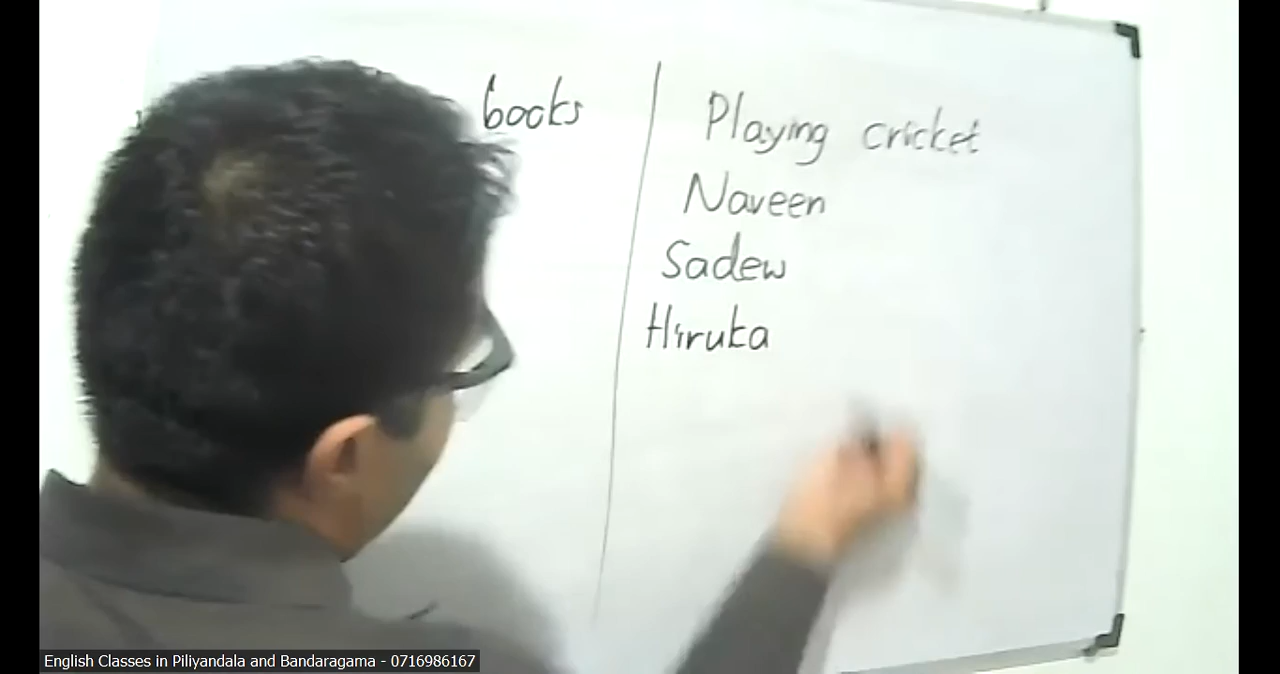 books
Playing cricket
Naveen
Sadew
Hiruka
English Classes in Piliyandala and Bandaragama - 0716986167